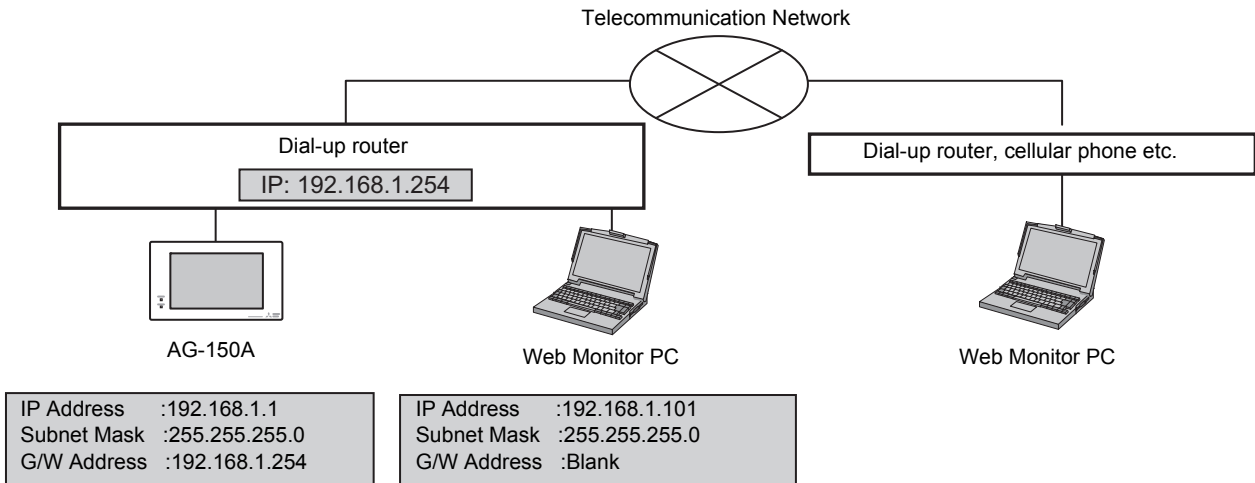 Telecommunication Network
Dial-up router
IP: 192.168.1.254
Dial-up router, cellular phone etc.
AG-150A
Web Monitor PC
Web Monitor PC
IP Address :192.168.1.1
Subnet Mask :255.255.255.0
G/W Address :192.168.1.254
IP Address :192.168.1.101
Subnet Mask :255.255.255.0
G/W Address :Blank